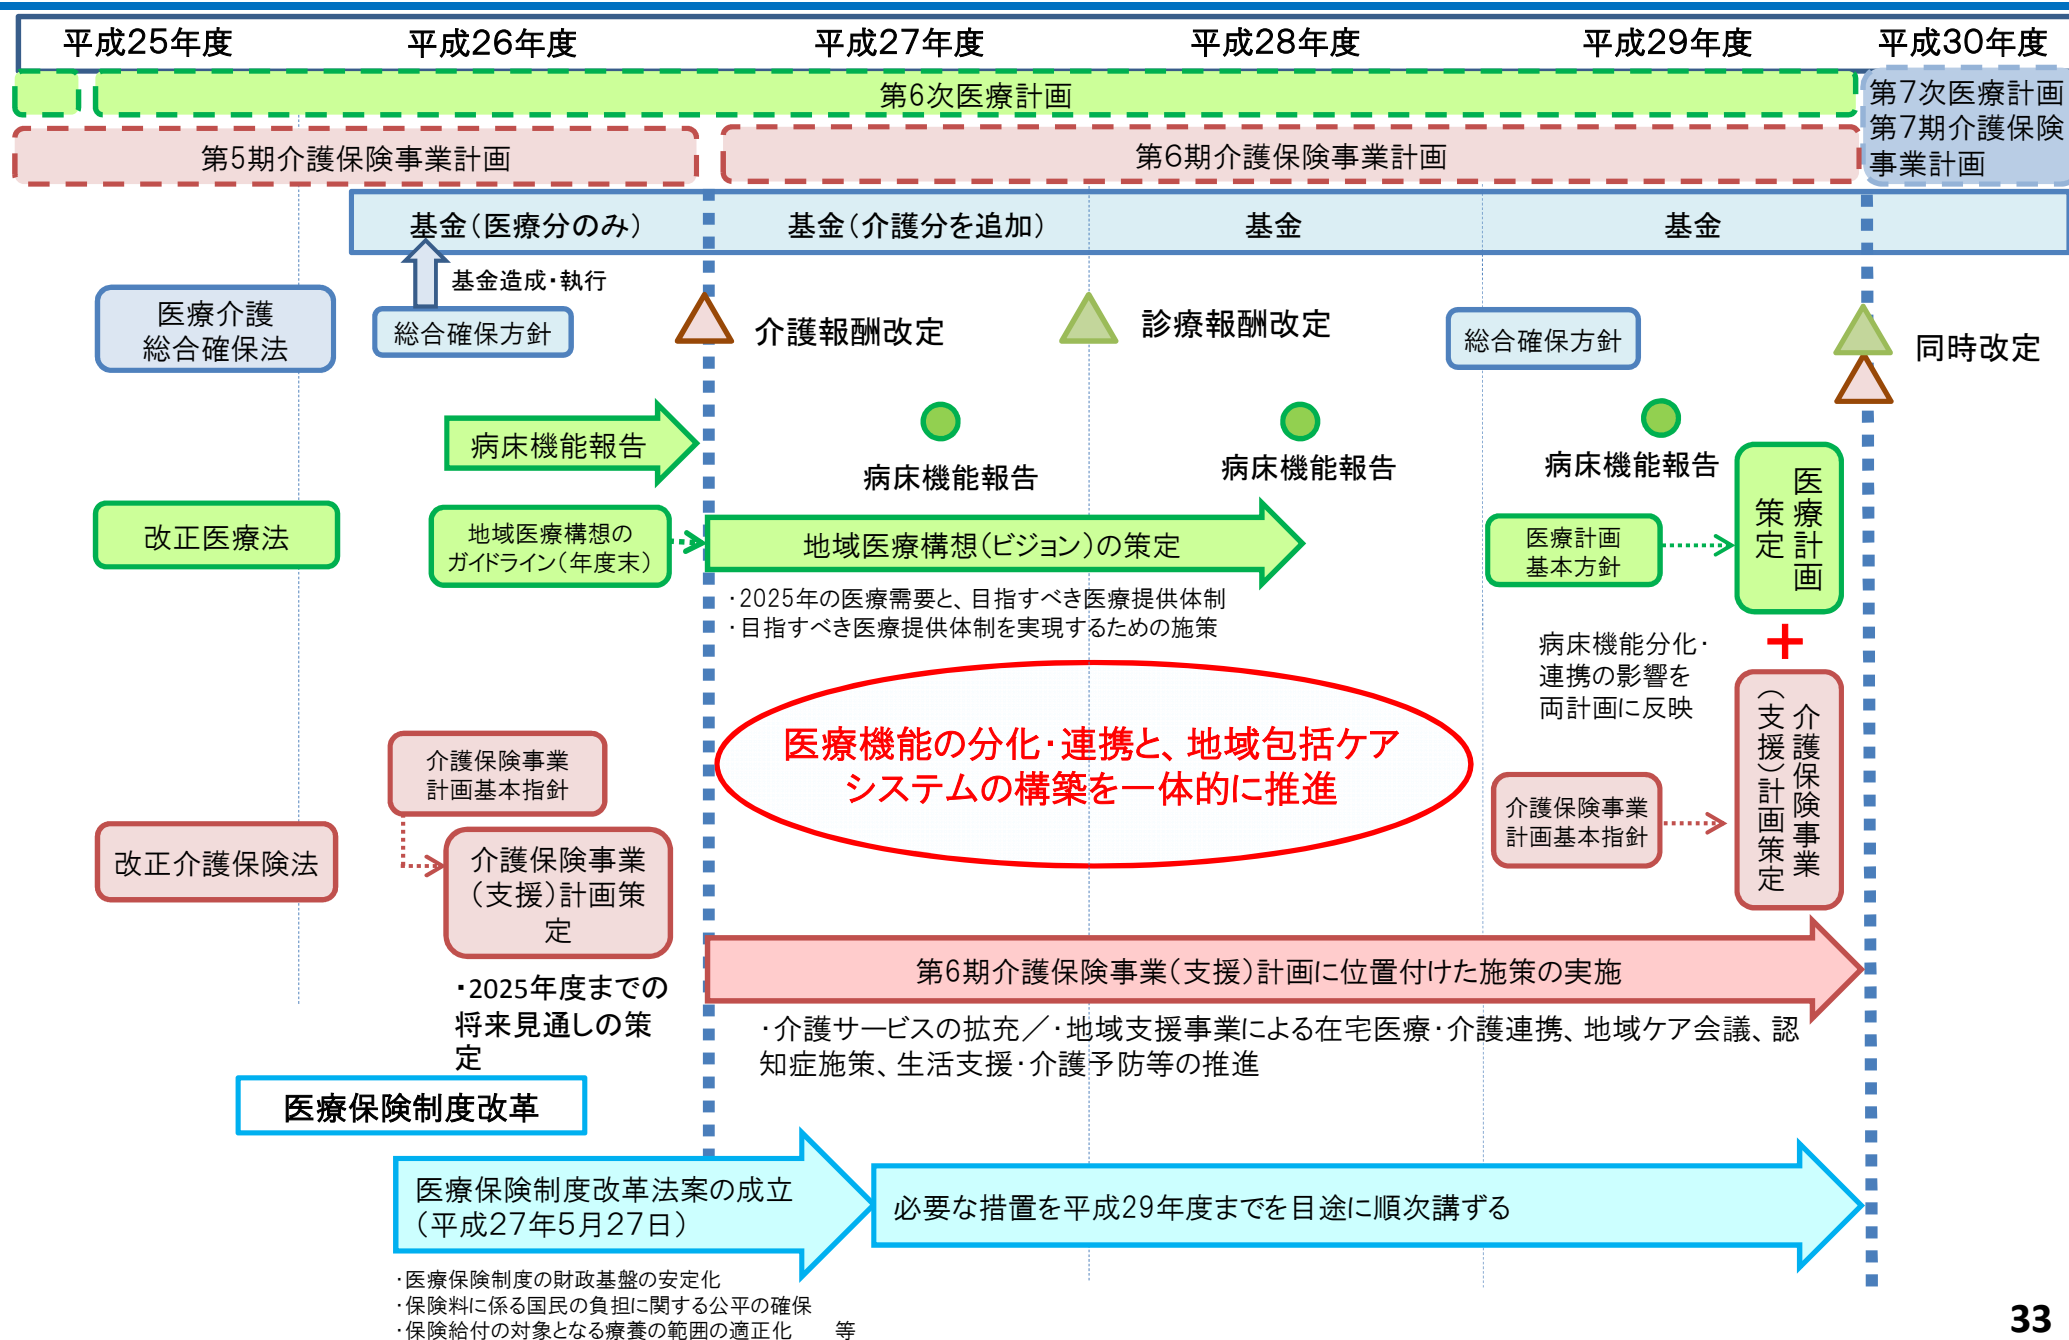 平成25年度
平成26年度
平成27年度
平成28年度
平成29年度
平成30年度
第6次医療計画
第7次医療計画
第7期介護保険
事業計画
第5期介護保険事業計画
第6期介護保険事業計画
基金(医療分のみ)
基金(介護分を追加)
基金
基金
基金造成・執行
医療介護
総合確保法
総合確保方針
介護報酬改定
診療報酬改定
総合確保方針
同時改定
病床機能報告
病床機能報告
病床機能報告
病床機能報告
改正医療法
地域医療構想の
ガイドライン(年度末)
地域医療構想(ビジョン)の策定
医療計画
基本方針
医療計画
策定
・2025年の医療需要と、目指すべき医療提供体制
・目指すべき医療提供体制を実現するための施策
病床機能分化・
連携の影響を
両計画に反映
+
医療機能の分化・連携と、地域包括ケア
システムの構築を一体的に推進
介護保険事業
計画基本指針
改正介護保険法
介護保険事業
(支援)計画策
定
介護保険事業
計画基本指針
介護保険事業
(支援)計画策定
・2025年度までの
将来見通しの策
定
第6期介護保険事業(支援)計画に位置付けた施策の実施
・介護サービスの拡充／・地域支援事業による在宅医療・介護連携、地域ケア会議、認
知症施策、生活支援・介護予防等の推進
医療保険制度改革
医療保険制度改革法案の成立
(平成27年5月27日)
必要な措置を平成29年度までを目途に順次講ずる
・医療保険制度の財政基盤の安定化
・保険料に係る国民の負担に関する公平の確保
・保険給付の対象となる療養の範囲の適正化　　等
33